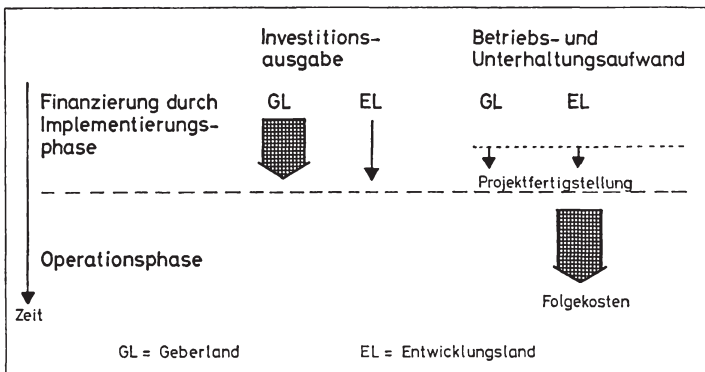 Investitions-
ausgabe
Betriebs- und
Unterhaltungsaufwand
Finanzierung durch
Implementierungs-
phase
GL EL GL EL
Projektfertigstellung
Operationsphase
Folgekosten
Zeit
GL = Geberland EL = Entwicklungsland